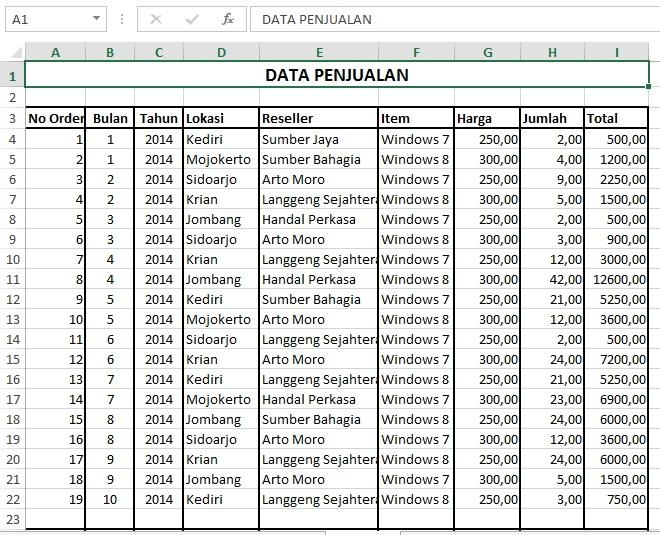 A1 fx DATA PENJUALAN
A B C D E F G H I
1 DATA PENJUALAN
2
3 No Order Bulan Tahun Lokasi Reseller Item Harga Jumlah Total
4 1 1 2014 Kediri Sumber Jaya Windows 7 250,00 2,00 500,00
5 2 1 2014 Mojokerto Sumber Bahagia Windows 8 300,00 4,00 1200,00
6 3 2 2014 Sidoarjo Arto Moro Windows 7 250,00 9,00 2250,00
7 4 2 2014 Krian Langgeng Sejahter Windows 8 300,00 5,00 1500,00
8 5 3 2014 Jombang Handal Perkasa Windows 7 250,00 2,00 500,00
9 6 3 2014 Sidoarjo Arto Moro Windows 8 300,00 3,00 900,00
10 7 4 2014 Krian Langgeng Sejahter Windows 7 250,00 12,00 3000,00
11 8 4 2014 Jombang Handal Perkasa Windows 8 300,00 42,00 12600,00
12 9 5 2014 Kediri Sumber Bahagia Windows 7 250,00 21,00 5250,00
13 10 5 2014 Mojokerto Arto Moro Windows 8 300,00 12,00 3600,00
14 11 6 2014 Sidoarjo Langgeng Sejahter Windows 7 250,00 2,00 500,00
15 12 6 2014 Krian Arto Moro Windows 7 300,00 24,00 7200,00
16 13 7 2014 Kediri Langgeng Sejahter Windows 8 250,00 21,00 5250,00
17 14 7 2014 Mojokerto Handal Perkasa Windows 7 300,00 23,00 6900,00
18 15 8 2014 Jombang Sumber Bahagia Windows 8 250,00 24,00 6000,00
19 16 8 2014 Sidoarjo Arto Moro Windows 7 300,00 12,00 3600,00
20 17 9 2014 Krian Langgeng Sejahter Windows 8 250,00 24,00 6000,00
21 18 9 2014 Jombang Arto Moro Windows 7 300,00 5,00 1500,00
22 19 10 2014 Kediri Langgeng Sejahter Windows 8 250,00 3,00 750,00
23